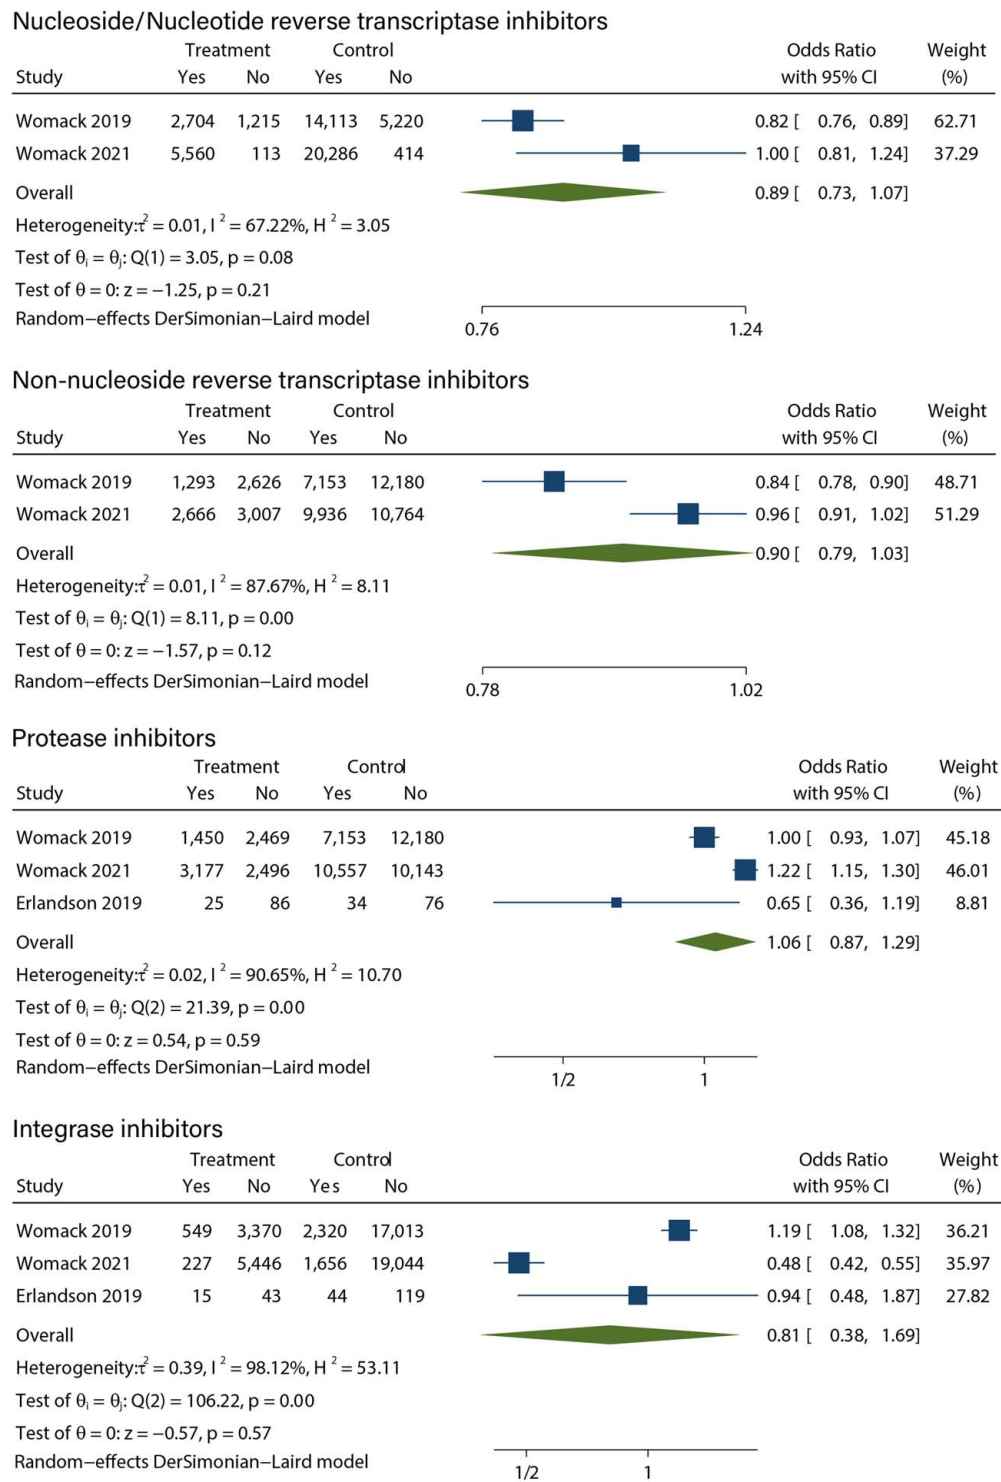 Nucleoside/Nucleotide reverse transcriptase inhibitors
Treatment Control Odds Ratio Weight
Study Yes No Yes No with 95% CI (%)
Womack 2019 2,704 1,215 14,113 5,220 0.82 [ 0.76, 0.89] 62.71
Womack 2021 5,560 113 20,286 414 1.00 [ 0.81, 1.24] 37.29
Overall 0.89 [ 0.73, 1.07]
Heterogeneity:τ² = 0.01, I² = 67.22%, H² = 3.05
Test of θᵢ = θⱼ: Q(1) = 3.05, p = 0.08
Test of θ = 0: z = −1.25, p = 0.21
Random−effects DerSimonian−Laird model
0.76 1.24
Non-nucleoside reverse transcriptase inhibitors
Treatment Control Odds Ratio Weight
Study Yes No Yes No with 95% CI (%)
Womack 2019 1,293 2,626 7,153 12,180 0.84 [ 0.78, 0.90] 48.71
Womack 2021 2,666 3,007 9,936 10,764 0.96 [ 0.91, 1.02] 51.29
Overall 0.90 [ 0.79, 1.03]
Heterogeneity:τ² = 0.01, I² = 87.67%, H² = 8.11
Test of θᵢ = θⱼ: Q(1) = 8.11, p = 0.00
Test of θ = 0: z = −1.57, p = 0.12
Random−effects DerSimonian−Laird model
0.78 1.02
Protease inhibitors
Treatment Control Odds Ratio Weight
Study Yes No Yes No with 95% CI (%)
Womack 2019 1,450 2,469 7,153 12,180 1.00 [ 0.93, 1.07] 45.18
Womack 2021 3,177 2,496 10,557 10,143 1.22 [ 1.15, 1.30] 46.01
Erlandson 2019 25 86 34 76 0.65 [ 0.36, 1.19] 8.81
Overall 1.06 [ 0.87, 1.29]
Heterogeneity:τ² = 0.02, I² = 90.65%, H² = 10.70
Test of θᵢ = θⱼ: Q(2) = 21.39, p = 0.00
Test of θ = 0: z = 0.54, p = 0.59
Random−effects DerSimonian−Laird model
1/2 1
Integrase inhibitors
Treatment Control Odds Ratio Weight
Study Yes No Yes No with 95% CI (%)
Womack 2019 549 3,370 2,320 17,013 1.19 [ 1.08, 1.32] 36.21
Womack 2021 227 5,446 1,656 19,044 0.48 [ 0.42, 0.55] 35.97
Erlandson 2019 15 43 44 119 0.94 [ 0.48, 1.87] 27.82
Overall 0.81 [ 0.38, 1.69]
Heterogeneity:τ² = 0.39, I² = 98.12%, H² = 53.11
Test of θᵢ = θⱼ: Q(2) = 106.22, p = 0.00
Test of θ = 0: z = −0.57, p = 0.57
Random−effects DerSimonian−Laird model
1/2 1